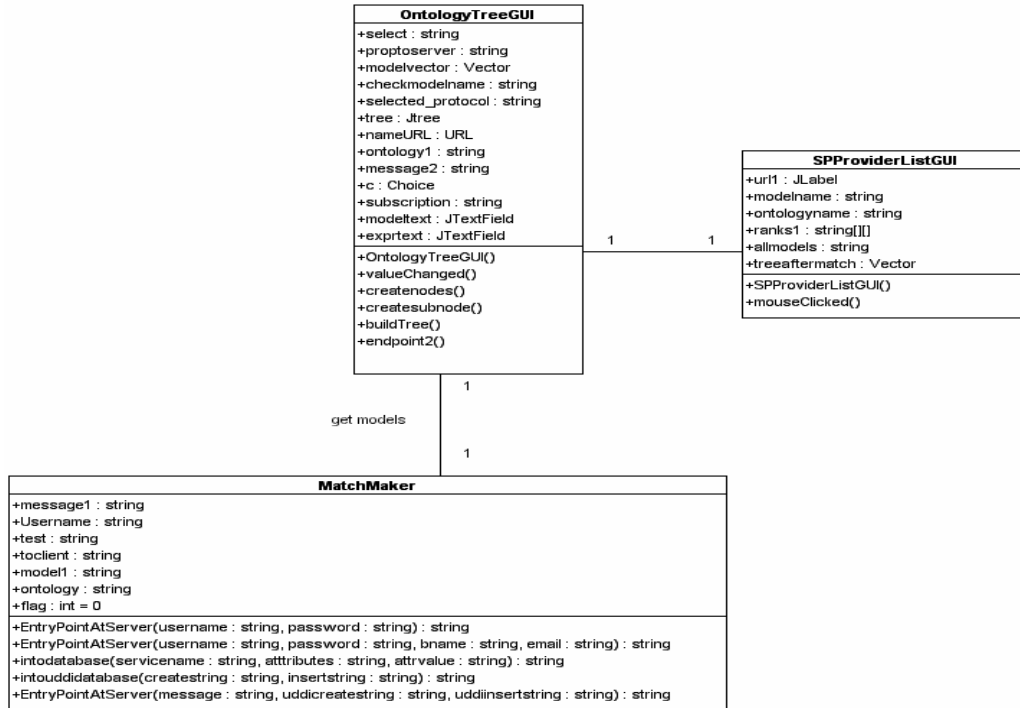 OntologyTreeGUI
+select : string
+proptoserver : string
+modelvector : Vector
+checkmodelname : string
+selected_protocol : string
+tree : Jtree
+nameURL : URL
+ontology1 : string
+message2 : string
+c : Choice
+subscription : string
+modeltext : JTextField
+exprtext : JTextField
+OntologyTreeGUI()
+valueChanged()
+createnodes()
+createsubnode()
+buildTree()
+endpoint2()
1
1
SPProviderListGUI
+url1 : JLabel
+modelname : string
+ontologyname : string
+ranks1 : string[][]
+allmodels : string
+treeaftermatch : Vector
+SPProviderListGUI()
+mouseClicked()
1
get models
1
MatchMaker
+message1 : string
+Username : string
+test : string
+toclient : string
+model1 : string
+ontology : string
+flag : int = 0
+EntryPointAtServer(username : string, password : string) : string
+EntryPointAtServer(username : string, password : string, bname : string, email : string) : string
+intodatabase(servicename : string, atttributes : string, attrvalue : string) : string
+intouddidatabase(createstring : string, insertstring : string) : string
+EntryPointAtServer(message : string, uddicreatestring : string, uddiinsertstring : string) : string